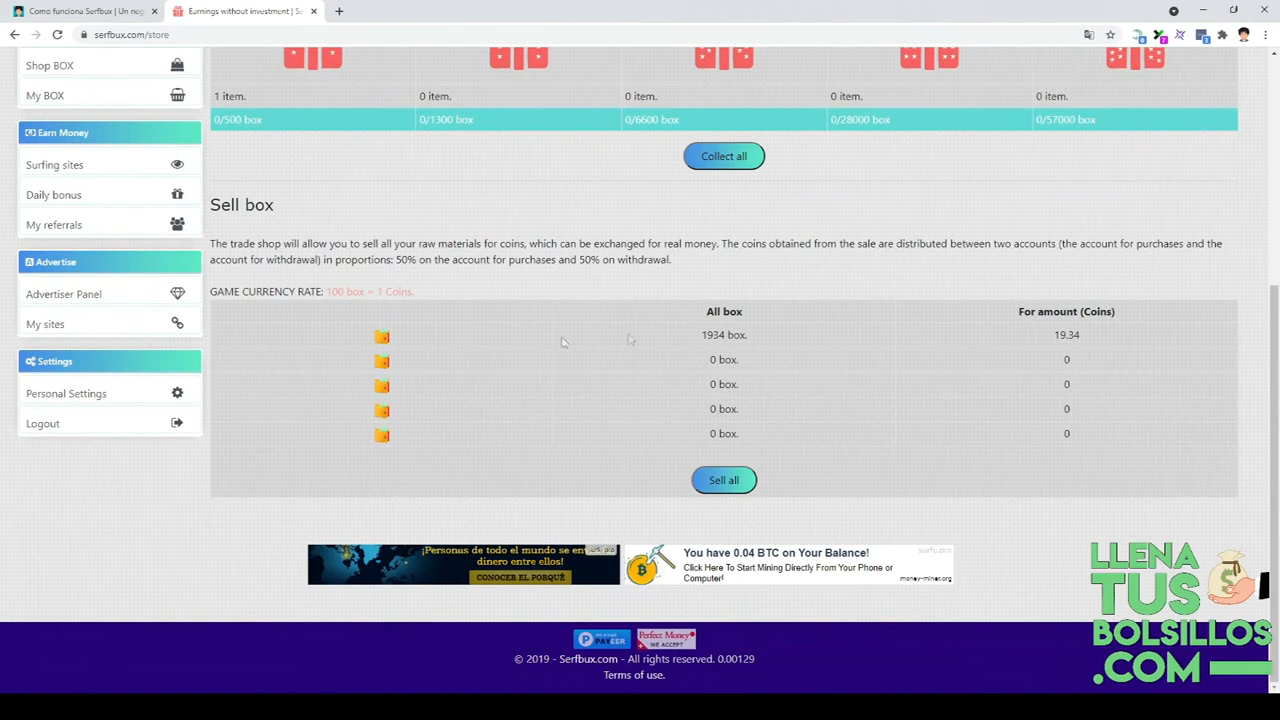 Como funciona Serfbux | Un neg
Earnings without investment | Se
serfbux.com/store
Shop BOX
My BOX
Earn Money
Surfing sites
Daily bonus
My referrals
Advertise
Advertiser Panel
My sites
Settings
Personal Settings
Logout
1 item. 0 item. 0 item. 0 item. 0 item.
0/500 box 0/1300 box 0/6600 box 0/28000 box 0/57000 box
Collect all
Sell box
The trade shop will allow you to sell all your raw materials for coins, which can be exchanged for real money. The coins obtained from the sale are distributed between two accounts (the account for purchases and the
account for withdrawal) in proportions: 50% on the account for purchases and 50% on withdrawal.
GAME CURRENCY RATE: 100 box = 1 Coins.
All box For amount (Coins)
1934 box. 19.34
0 box. 0
0 box. 0
0 box. 0
0 box. 0
Sell all
¡Personas de todo el mundo se en
dinero entre ellos!
CONOCER EL PORQUÉ
You have 0.04 BTC on Your Balance!
Click Here To Start Mining Directly From Your Phone or
Computer!
money-miner.org
surfe.pro
PAYEER
Perfect Money
WE ACCEPT
© 2019 - Serfbux.com - All rights reserved. 0.00129
Terms of use.
LLENA
TUS
BOLSILLOS
.COM